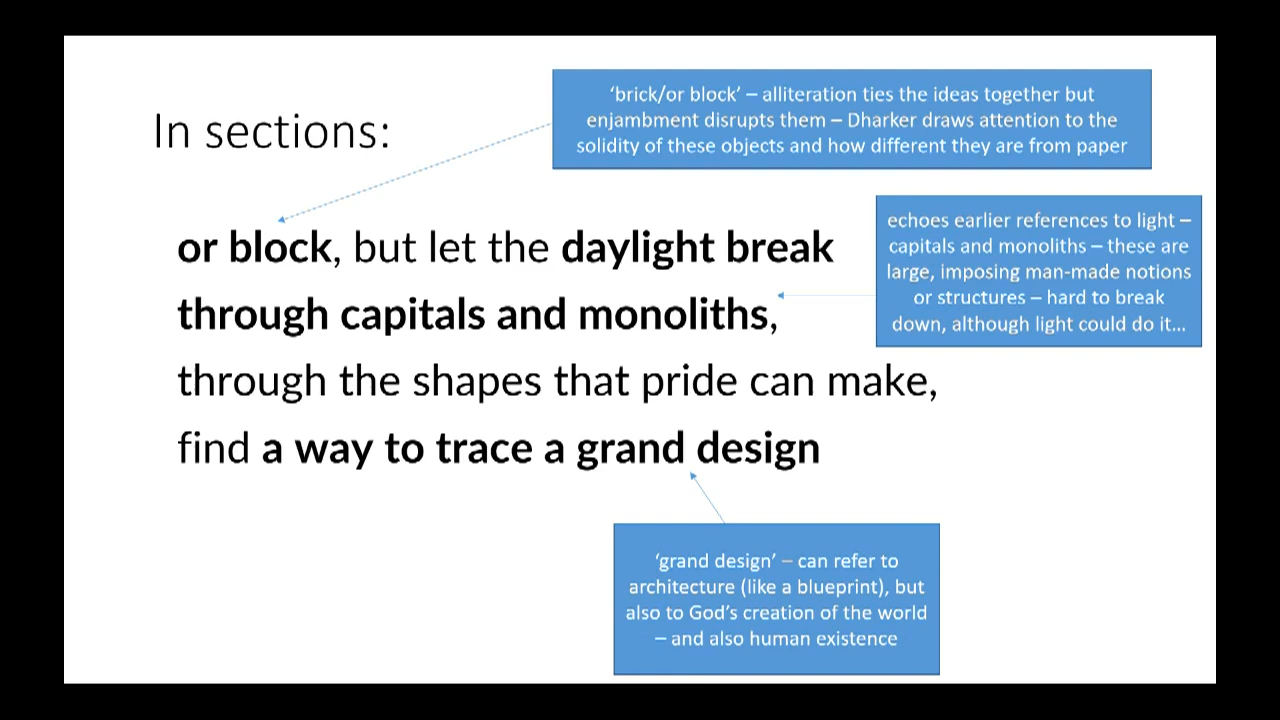 In sections:
‘brick/or block’ – alliteration ties the ideas together but
enjambment disrupts them – Dharker draws attention to the
solidity of these objects and how different they are from paper
or block, but let the daylight break
through capitals and monoliths,
through the shapes that pride can make,
find a way to trace a grand design
echoes earlier references to light –
capitals and monoliths – these are
large, imposing man-made notions
or structures – hard to break
down, although light could do it…
‘grand design’ – can refer to
architecture (like a blueprint), but
also to God’s creation of the world
– and also human existence